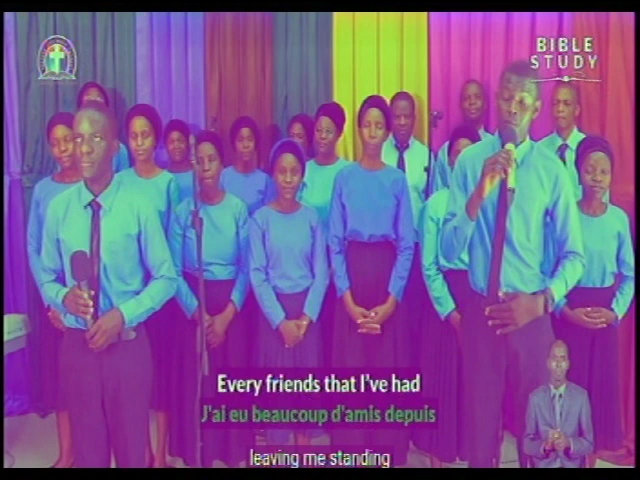 BIBLE
STUDY
Every friends that I've had
J'ai eu beaucoup d'amis depuis
leaving me standing